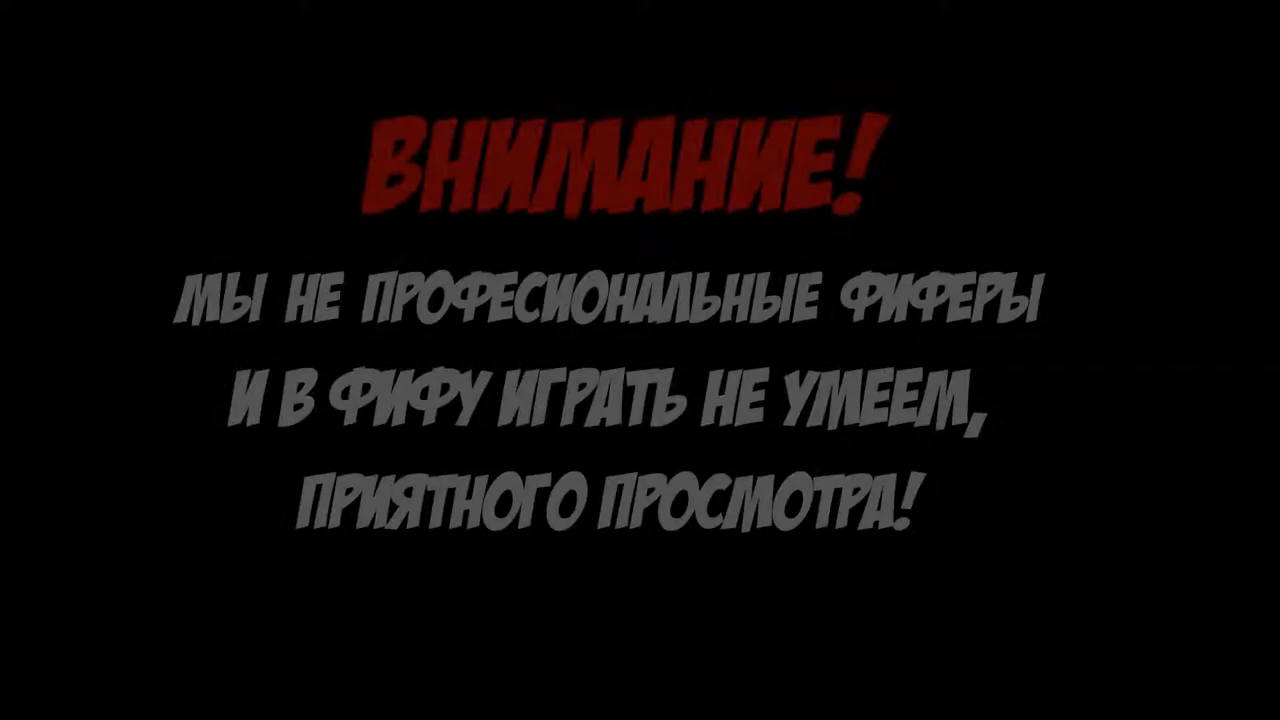 ВНИМАНИЕ!
МЫ НЕ ПРОФЕСИОНАЛЬНЫЕ ФИФЕРЫ
И В ФИФУ ИГРАТЬ НЕ УМЕЕМ,
ПРИЯТНОГО ПРОСМОТРА!